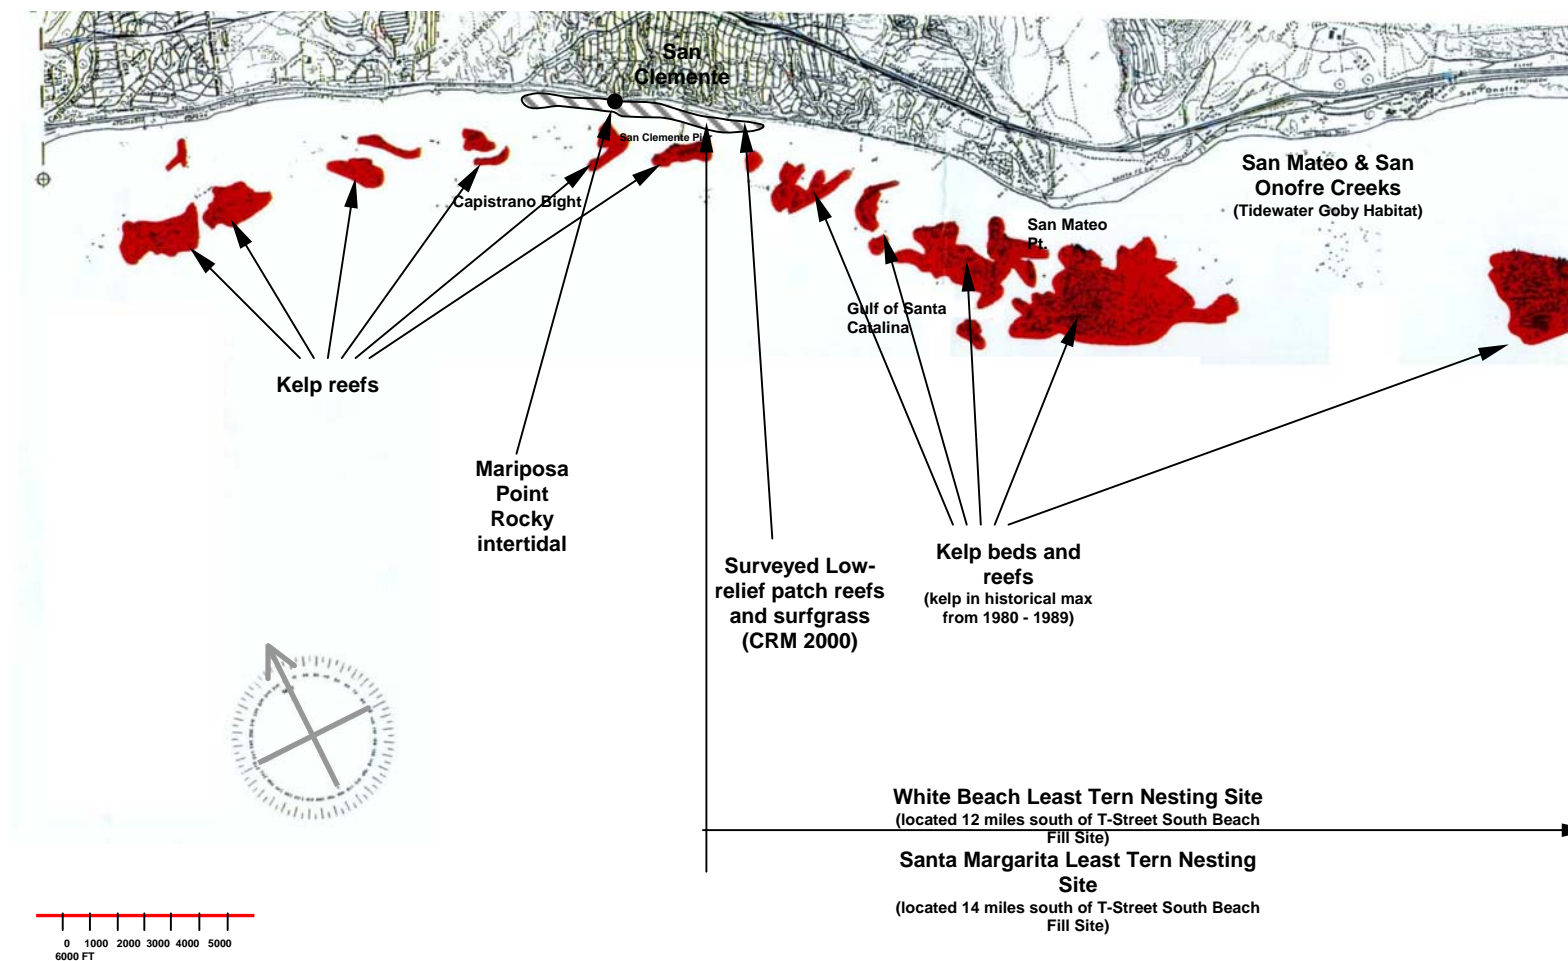 San
Clemente
San Clemente Pier
San Mateo & San
Onofre Creeks
(Tidewater Goby Habitat)
Capistrano Bight
San Mateo
Pt.
Gulf of Santa
Catalina
Kelp reefs
Mariposa
Point
Rocky
intertidal
Surveyed Low-
relief patch reefs
and surfgrass
(CRM 2000)
Kelp beds and
reefs
(kelp in historical max
from 1980 - 1989)
White Beach Least Tern Nesting Site
(located 12 miles south of T-Street South Beach
Fill Site)
Santa Margarita Least Tern Nesting
Site
(located 14 miles south of T-Street South Beach
Fill Site)
0 1000 2000 3000 4000 5000
6000 FT